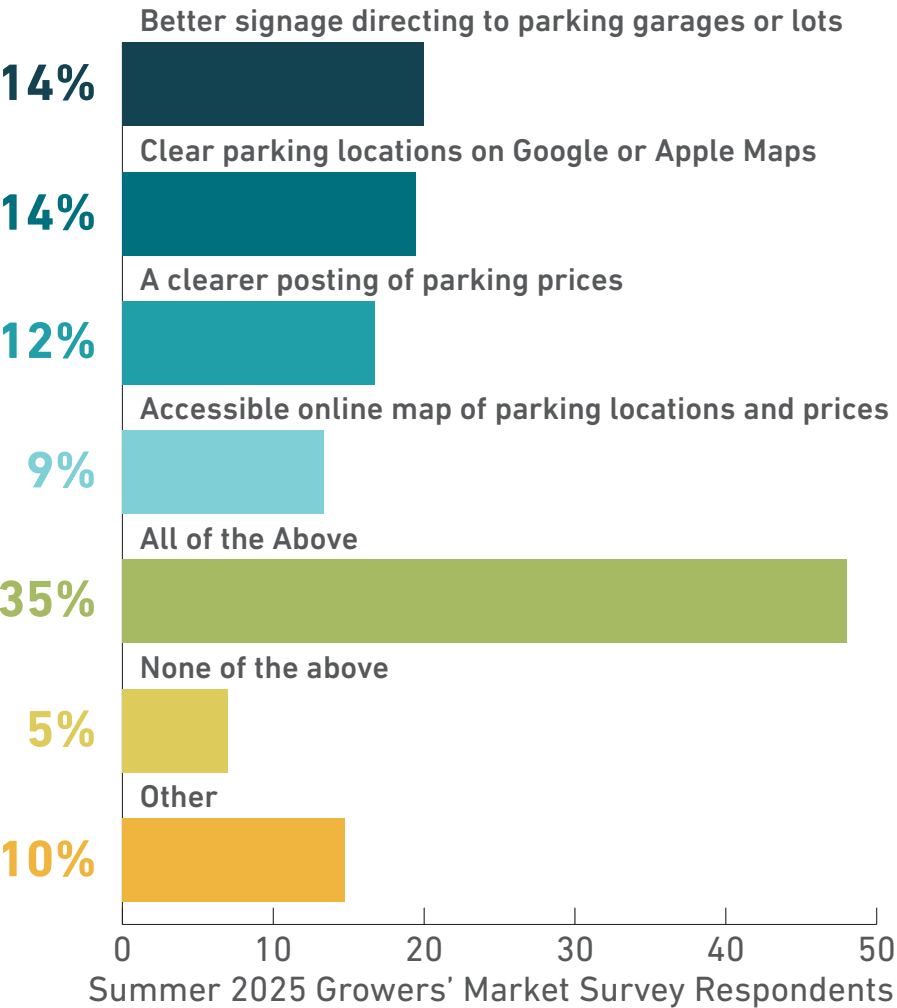 Better signage directing to parking garages or lots
14%
Clear parking locations on Google or Apple Maps
14%
A clearer posting of parking prices
12%
Accessible online map of parking locations and prices
9%
All of the Above
35%
None of the above
5%
Other
10%
0 10 20 30 40 50
Summer 2025 Growers’ Market Survey Respondents